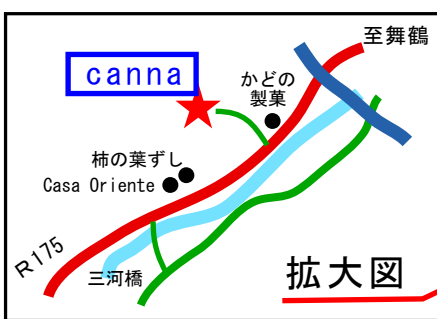 至舞鶴
canna
かどの
製菓
柿の葉ずし
Casa Oriente
R175
三河橋
拡大図